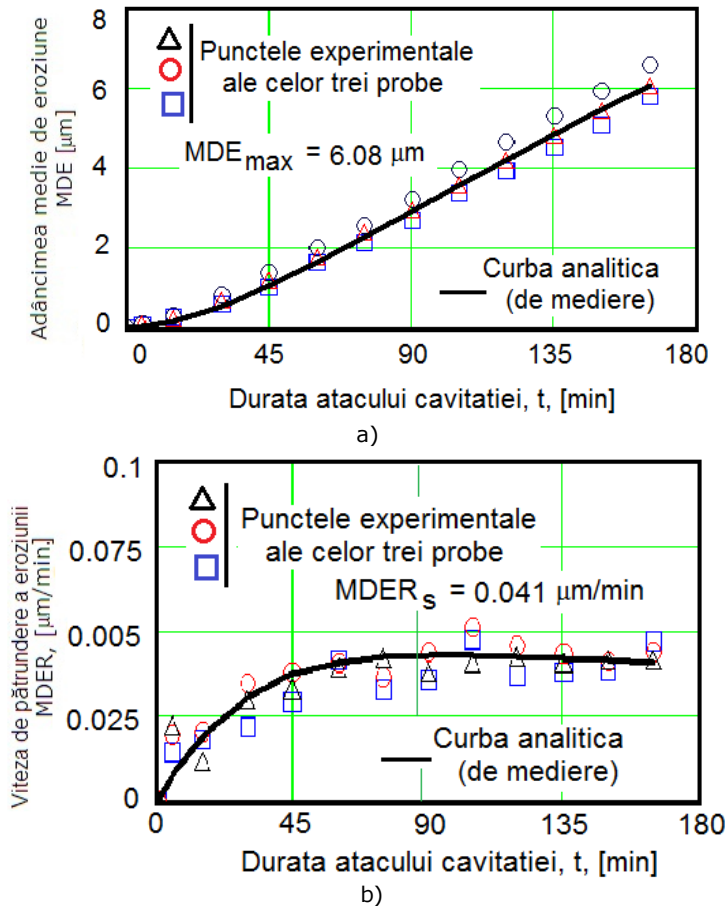 8
6
4
2
0
Adâncimea medie de eroziune
MDE [µm]
Punctele experimentale
ale celor trei probe
MDEmax = 6.08 µm
Curba analitica
(de mediere)
0 45 90 135 180
Durata atacului cavitatiei, t, [min]
a)
0.1
0.075
0.005
0.025
0
Viteza de pătrundere a eroziunii
MDER, [µm/min.]
Punctele experimentale
ale celor trei probe
MDERs = 0.041 µm/min
Curba analitica
(de mediere)
0 45 90 135 180
Durata atacului cavitatiei, t, [min]
b)